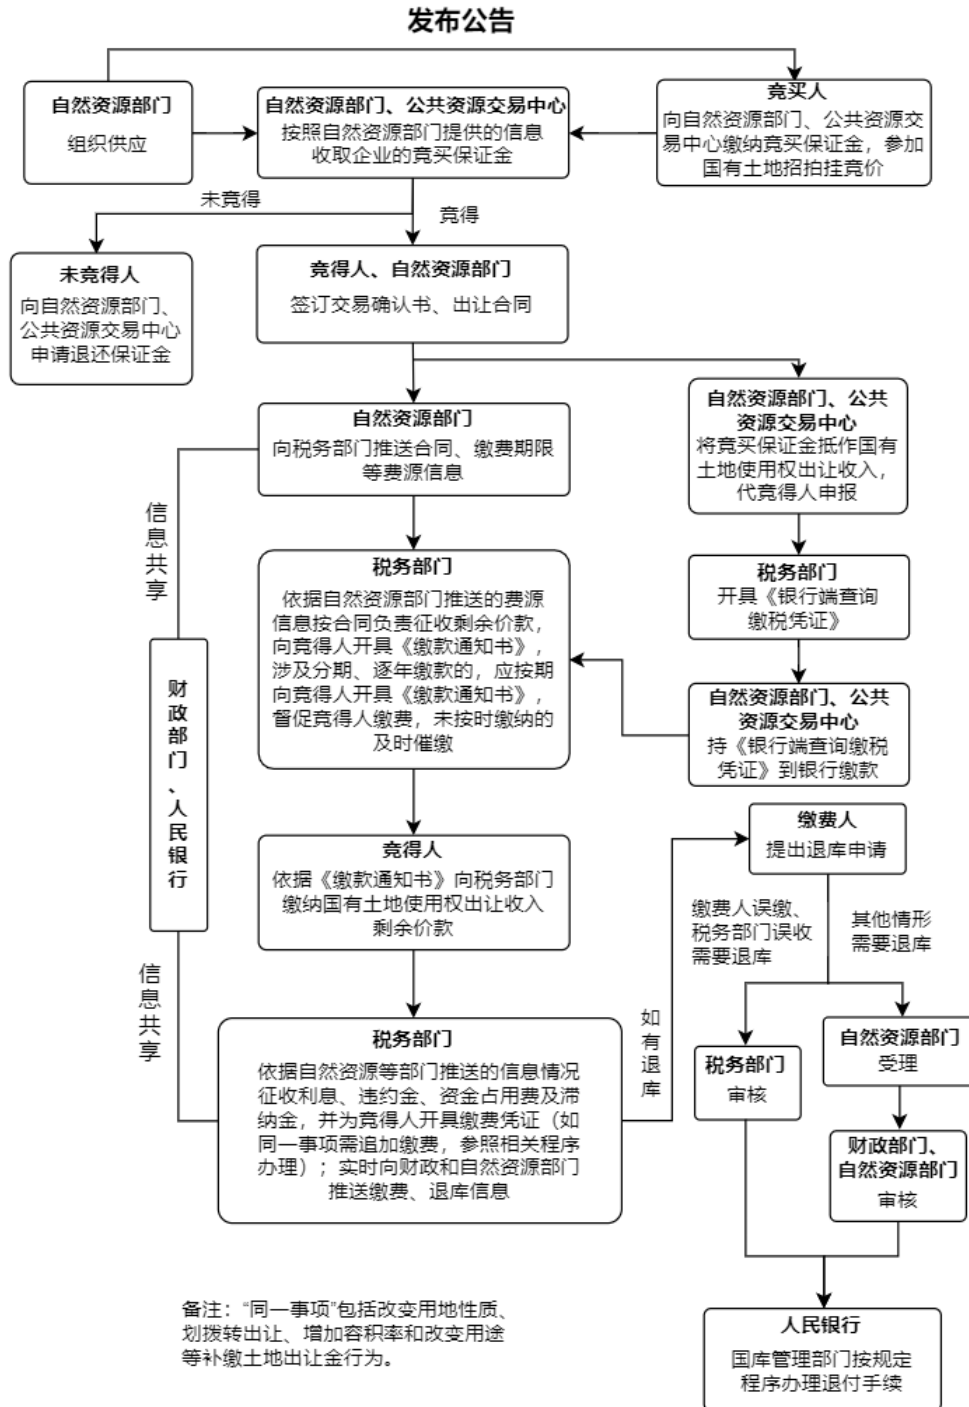 发布公告
自然资源部门
组织供应
自然资源部门、公共资源交易中心
按照自然资源部门提供的信息
收取企业的竞买保证金
竞买人
向自然资源部门、公共资源交
易中心缴纳竞买保证金，参加
国有土地招拍挂竞价
未竞得
竞得
未竞得人
向自然资源部门、
公共资源交易中心
申请退还保证金
竞得人、自然资源部门
签订交易确认书、出让合同
自然资源部门
向税务部门推送合同、缴费期限
等费源信息
自然资源部门、公共
资源交易中心
将竞买保证金抵作国有
土地使用权出让收入，
代竞得人申报
信息共享
税务部门
依据自然资源部门推送的费源
信息按合同负责征收剩余价款，
向竞得人开具《缴款通知书》，
涉及分期、逐年缴款的，应按期
向竞得人开具《缴款通知书》，
督促竞得人缴费，未按时缴纳的
及时催缴
税务部门
开具《银行端查询
缴税凭证》
自然资源部门、公共
资源交易中心
持《银行端查询缴税
凭证》到银行缴款
财政部门、人民银行
竞得人
依据《缴款通知书》向税务部门
缴纳国有土地使用权出让收入
剩余价款
缴费人
提出退库申请
缴费人误缴、
税务部门误收
需要退库
其他情形
需要退库
信息共享
税务部门
依据自然资源等部门推送的信息情况
征收利息、违约金、资金占用费及滞
纳金，并为竞得人开具缴费凭证（如
同一事项需追加缴费，参照相关程序
办理）；实时向财政和自然资源部门
推送缴费、退库信息
如有退库
税务部门
审核
自然资源部门
受理
财政部门、
自然资源部门
审核
人民银行
国库管理部门按规定
程序办理退付手续
备注：“同一事项”包括改变用地性质、
划拨转出让、增加容积率和改变用途
等补缴土地出让金行为。